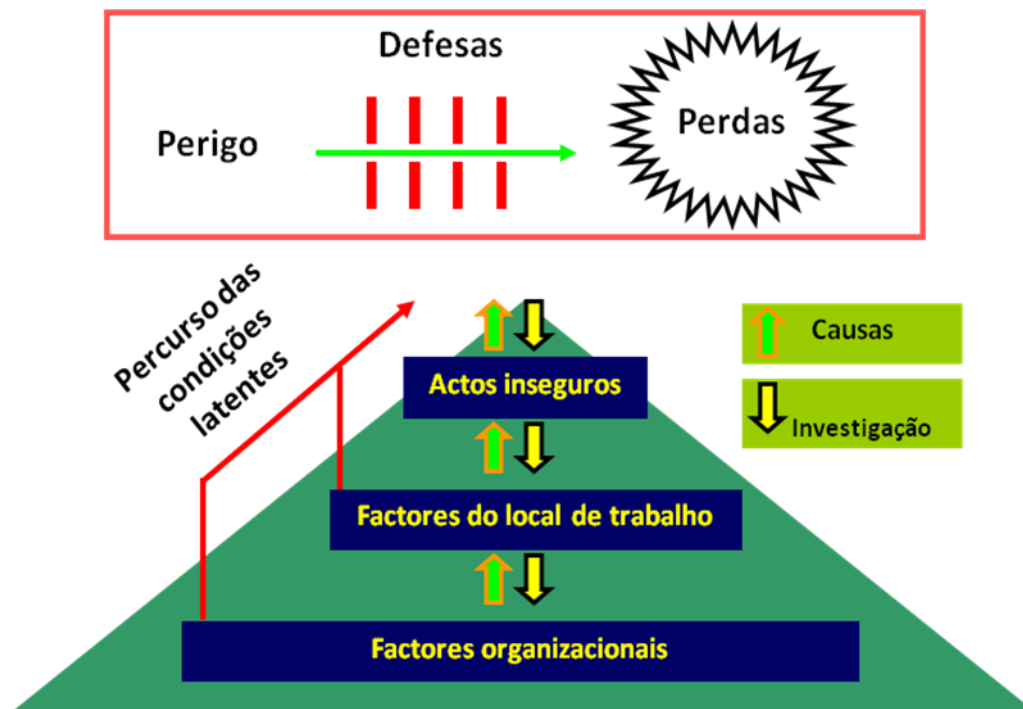 Defesas
Perigo
Perdas
Percurso das
condições
latentes
Causas
Investigação
Actos inseguros
Factores do local de trabalho
Factores organizacionais